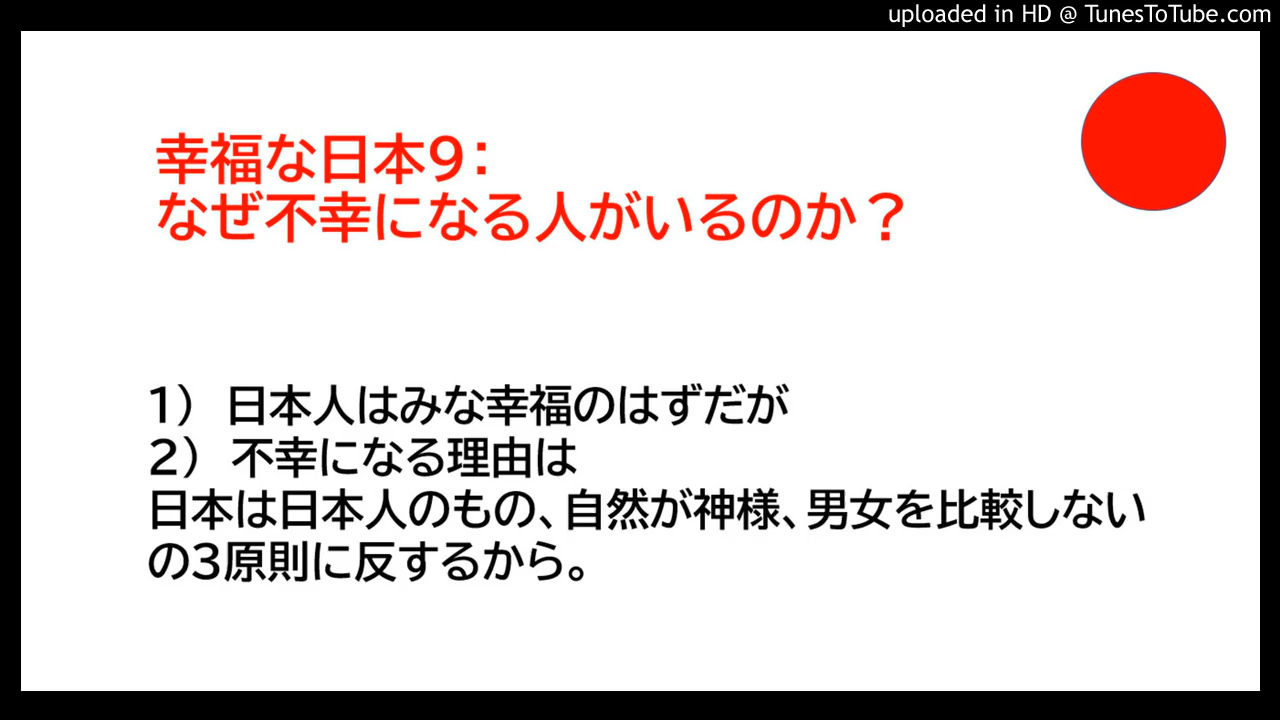 uploaded in HD @ TunesToTube.com
幸福な日本9：
なぜ不幸になる人がいるのか？
1） 日本人はみな幸福のはずだが
2） 不幸になる理由は
日本は日本人のもの、自然が神様、男女を比較しない
の3原則に反するから。